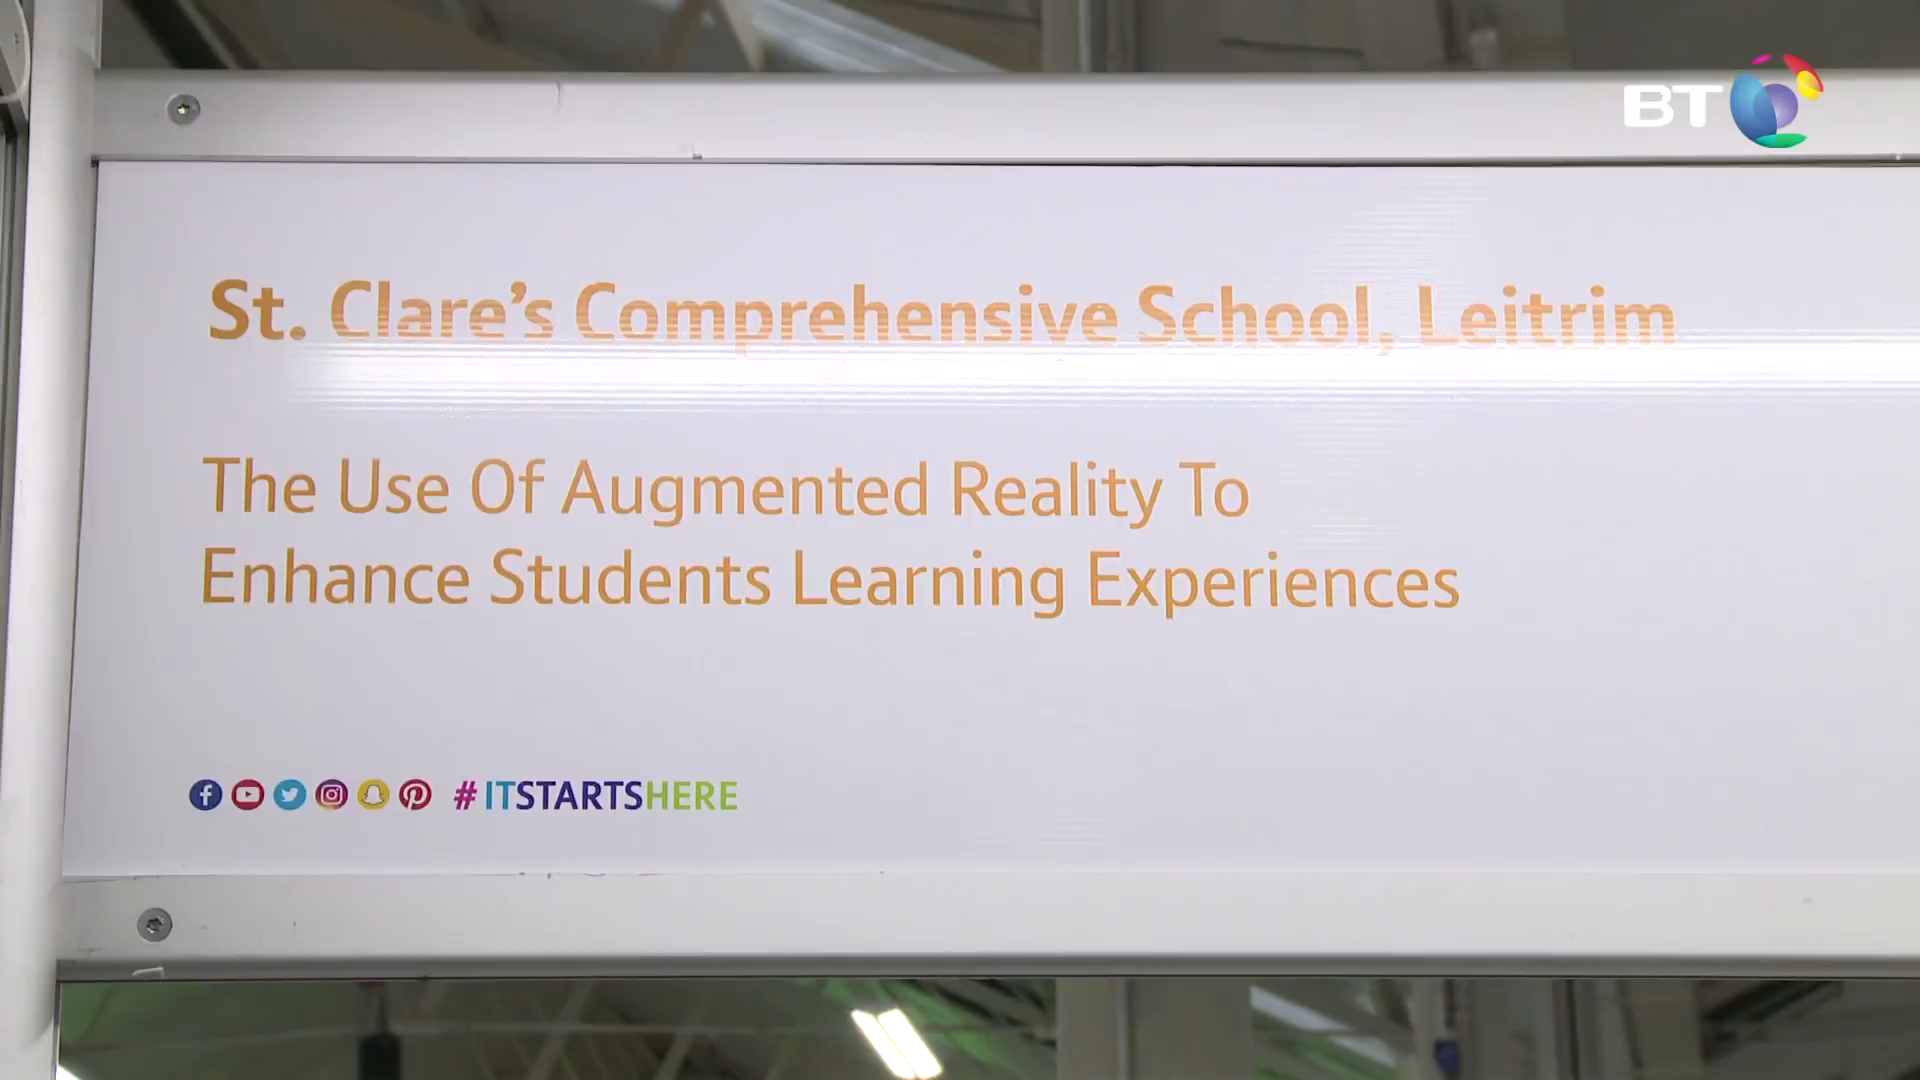 BT
St. Clare’s Comprehensive School, Leitrim
The Use Of Augmented Reality To
Enhance Students Learning Experiences
#ITSTARTSHERE